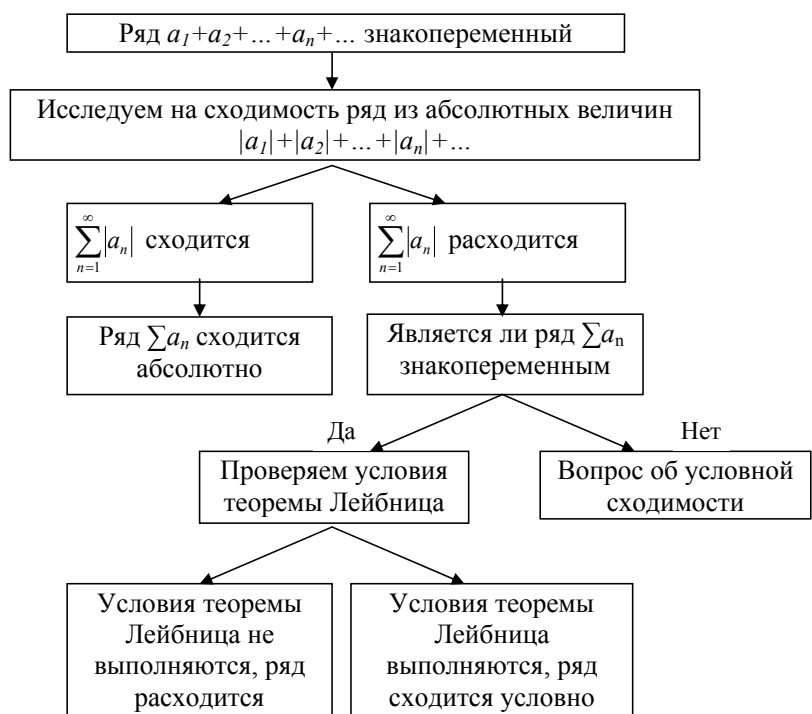 Ряд a₁+a₂+…+aₙ+… знакопеременный
Исследуем на сходимость ряд из абсолютных величин
|a₁|+|a₂|+…+|aₙ|+…
∞
∑|aₙ| сходится
n=1
∞
∑|aₙ| расходится
n=1
Ряд ∑aₙ сходится
абсолютно
Является ли ряд ∑aₙ
знакопеременным
Да
Нет
Проверяем условия
теоремы Лейбница
Вопрос об условной
сходимости
Условия теоремы
Лейбница не
выполняются, ряд
расходится
Условия теоремы
Лейбница
выполняются, ряд
сходится условно